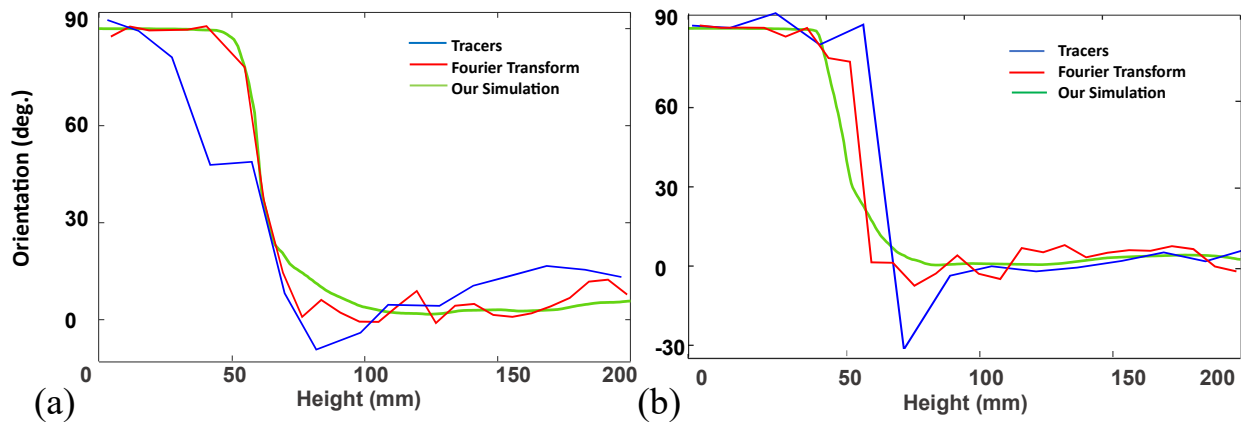 90
60
30
0
Orientation (deg.)
Tracers
Fourier Transform
Our Simulation
0 50 100 150 200
Height (mm)
(a)
90
60
30
0
-30
Tracers
Fourier Transform
Our Simulation
0 50 100 150 200
Height (mm)
(b)